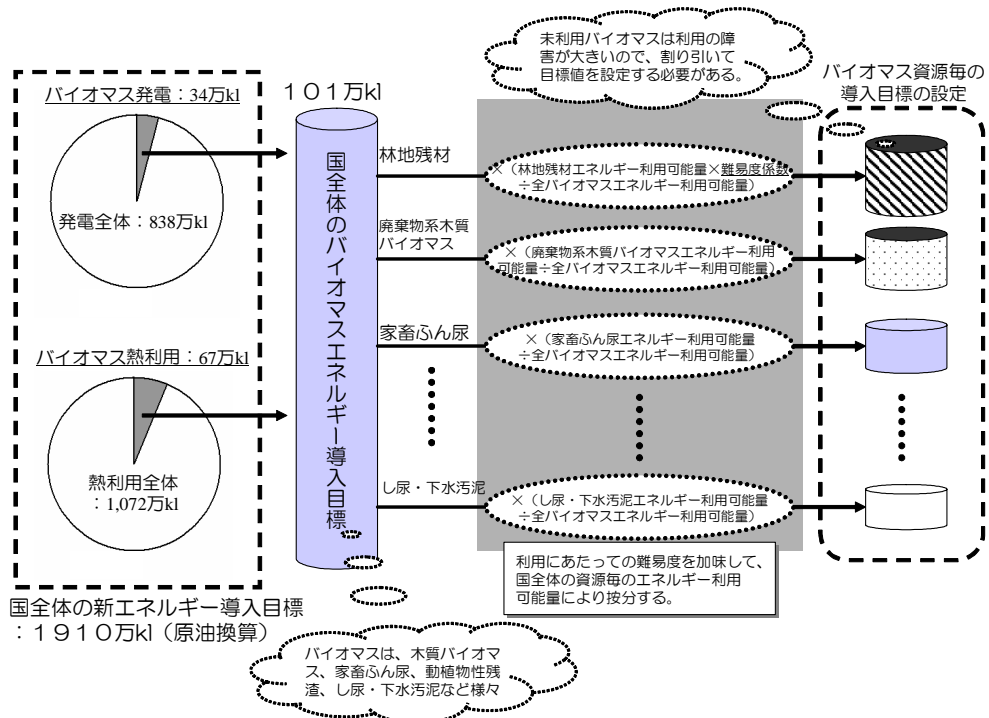 未利用バイオマスは利用の障
害が大きいので、割り引いて
目標値を設定する必要がある。
バイオマス資源毎の
導入目標の設定
バイオマス発電：34万kl
発電全体：838万kl
１０１万kl
国全体のバイオマスエネルギー導入目標
林地残材
×（林地残材エネルギー利用可能量×難易度係数
÷全バイオマスエネルギー利用可能量）
廃棄物系木質
バイオマス
×（廃棄物系木質バイオマスエネルギー利用
可能量÷全バイオマスエネルギー利用可能量）
家畜ふん尿
×（家畜ふん尿エネルギー利用可能量
÷全バイオマスエネルギー利用可能量）
バイオマス熱利用：67万kl
熱利用全体
：1,072万kl
し尿・下水汚泥
×（し尿・下水汚泥エネルギー利用可能量
÷全バイオマスエネルギー利用可能量）
利用にあたっての難易度を加味して、
国全体の資源毎のエネルギー利用
可能量により按分する。
国全体の新エネルギー導入目標
：１９１０万kl（原油換算）
バイオマスは、木質バイオマ
ス、家畜ふん尿、動植物性残
渣、し尿・下水汚泥など様々